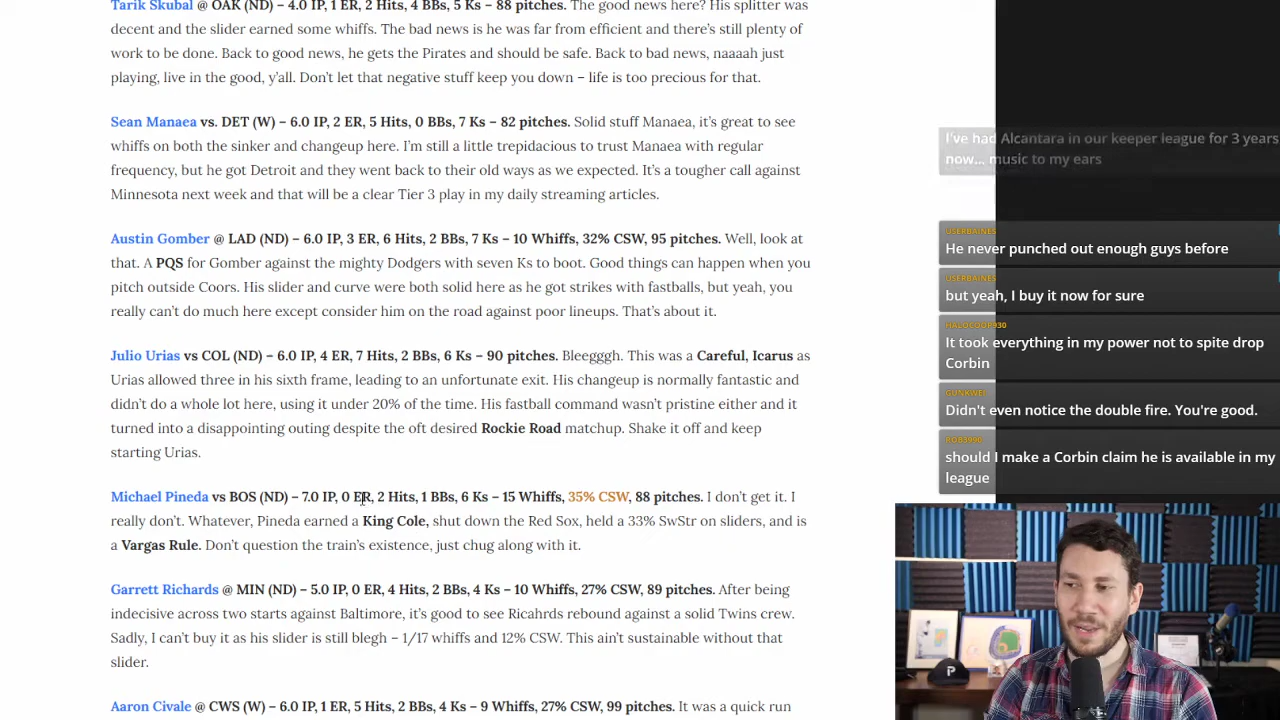 Tarik Skubal @ OAK (ND) – 4.0 IP, 1 ER, 2 Hits, 4 BBs, 5 Ks – 88 pitches. The good news here? His splitter was
decent and the slider earned some whiffs. The bad news is he was far from efficient and there's still plenty of
work to be done. Back to good news, he gets the Pirates and should be safe. Back to bad news, naaaah just
playing, live in the good, y'all. Don't let that negative stuff keep you down – life is too precious for that.
Sean Manaea vs. DET (W) – 6.0 IP, 2 ER, 5 Hits, 0 BBs, 7 Ks – 82 pitches. Solid stuff Manaea, it's great to see
whiffs on both the sinker and changeup here. I'm still a little trepidacious to trust Manaea with regular
frequency, but he got Detroit and they went back to their old ways as we expected. It's a tougher call against
Minnesota next week and that will be a clear Tier 3 play in my daily streaming articles.
Austin Gomber @ LAD (ND) – 6.0 IP, 3 ER, 6 Hits, 2 BBs, 7 Ks – 10 Whiffs, 32% CSW, 95 pitches. Well, look at
that. A PQS for Gomber against the mighty Dodgers with seven Ks to boot. Good things can happen when you
pitch outside Coors. His slider and curve were both solid here as he got strikes with fastballs, but yeah, you
really can't do much here except consider him on the road against poor lineups. That's about it.
Julio Urias vs COL (ND) – 6.0 IP, 4 ER, 7 Hits, 2 BBs, 6 Ks – 90 pitches. Bleegggh. This was a Careful, Icarus as
Urias allowed three in his sixth frame, leading to an unfortunate exit. His changeup is normally fantastic and
didn't do a whole lot here, using it under 20% of the time. His fastball command wasn't pristine either and it
turned into a disappointing outing despite the oft desired Rockie Road matchup. Shake it off and keep
starting Urias.
Michael Pineda vs BOS (ND) – 7.0 IP, 0 ER, 2 Hits, 1 BBs, 6 Ks – 15 Whiffs, 35% CSW, 88 pitches. I don't get it. I
really don't. Whatever, Pineda earned a King Cole, shut down the Red Sox, held a 33% SwStr on sliders, and is
a Vargas Rule. Don't question the train's existence, just chug along with it.
Garrett Richards @ MIN (ND) – 5.0 IP, 0 ER, 4 Hits, 2 BBs, 4 Ks – 10 Whiffs, 27% CSW, 89 pitches. After being
indecisive across two starts against Baltimore, it's good to see Ricahrds rebound against a solid Twins crew.
Sadly, I can't buy it as his slider is still blegh – 1/17 whiffs and 12% CSW. This ain't sustainable without that
slider.
Aaron Civale @ CWS (W) – 6.0 IP, 1 ER, 5 Hits, 2 BBs, 4 Ks – 9 Whiffs, 27% CSW, 99 pitches. It was a quick run
I've had Alcantara in our keeper league for 3 years
now... music to my ears
USERBAINES
He never punched out enough guys before
USERBAINES
but yeah, I buy it now for sure
HALOCOOP930
It took everything in my power not to spite drop
Corbin
GUNKWEI
Didn't even notice the double fire. You're good.
ROB3990
should I make a Corbin claim he is available in my
league
P